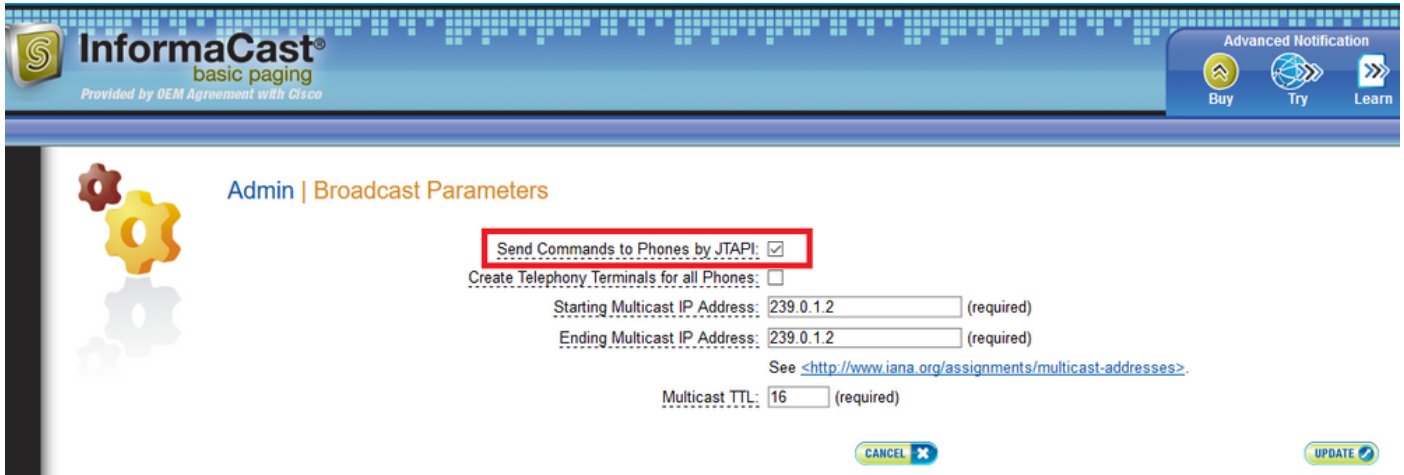 InformaCast®
basic paging
Provided by OEM Agreement with Cisco
Advanced Notification
Buy Try Learn
Admin | Broadcast Parameters
Send Commands to Phones by JTAPI:
Create Telephony Terminals for all Phones:
Starting Multicast IP Address: 239.0.1.2 (required)
Ending Multicast IP Address: 239.0.1.2 (required)
See <http://www.iana.org/assignments/multicast-addresses>.
Multicast TTL: 16 (required)
CANCEL UPDATE